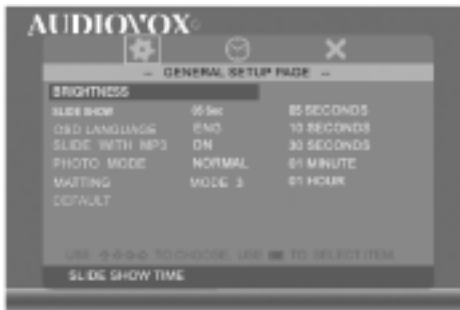 AUDIOVOX
-- GENERAL SETUP PAGE --
BRIGHTNESS
SLIDE SHOW 05 Sec 05 SECONDS
OSD LANGUAGE ENG 10 SECONDS
SLIDE WITH MP3 ON 30 SECONDS
PHOTO MODE NORMAL 01 MINUTE
MATTING MODE 3 01 HOUR
DEFAULT
USE TO CHOOSE, USE TO SELECT ITEM
SLIDE SHOW TIME